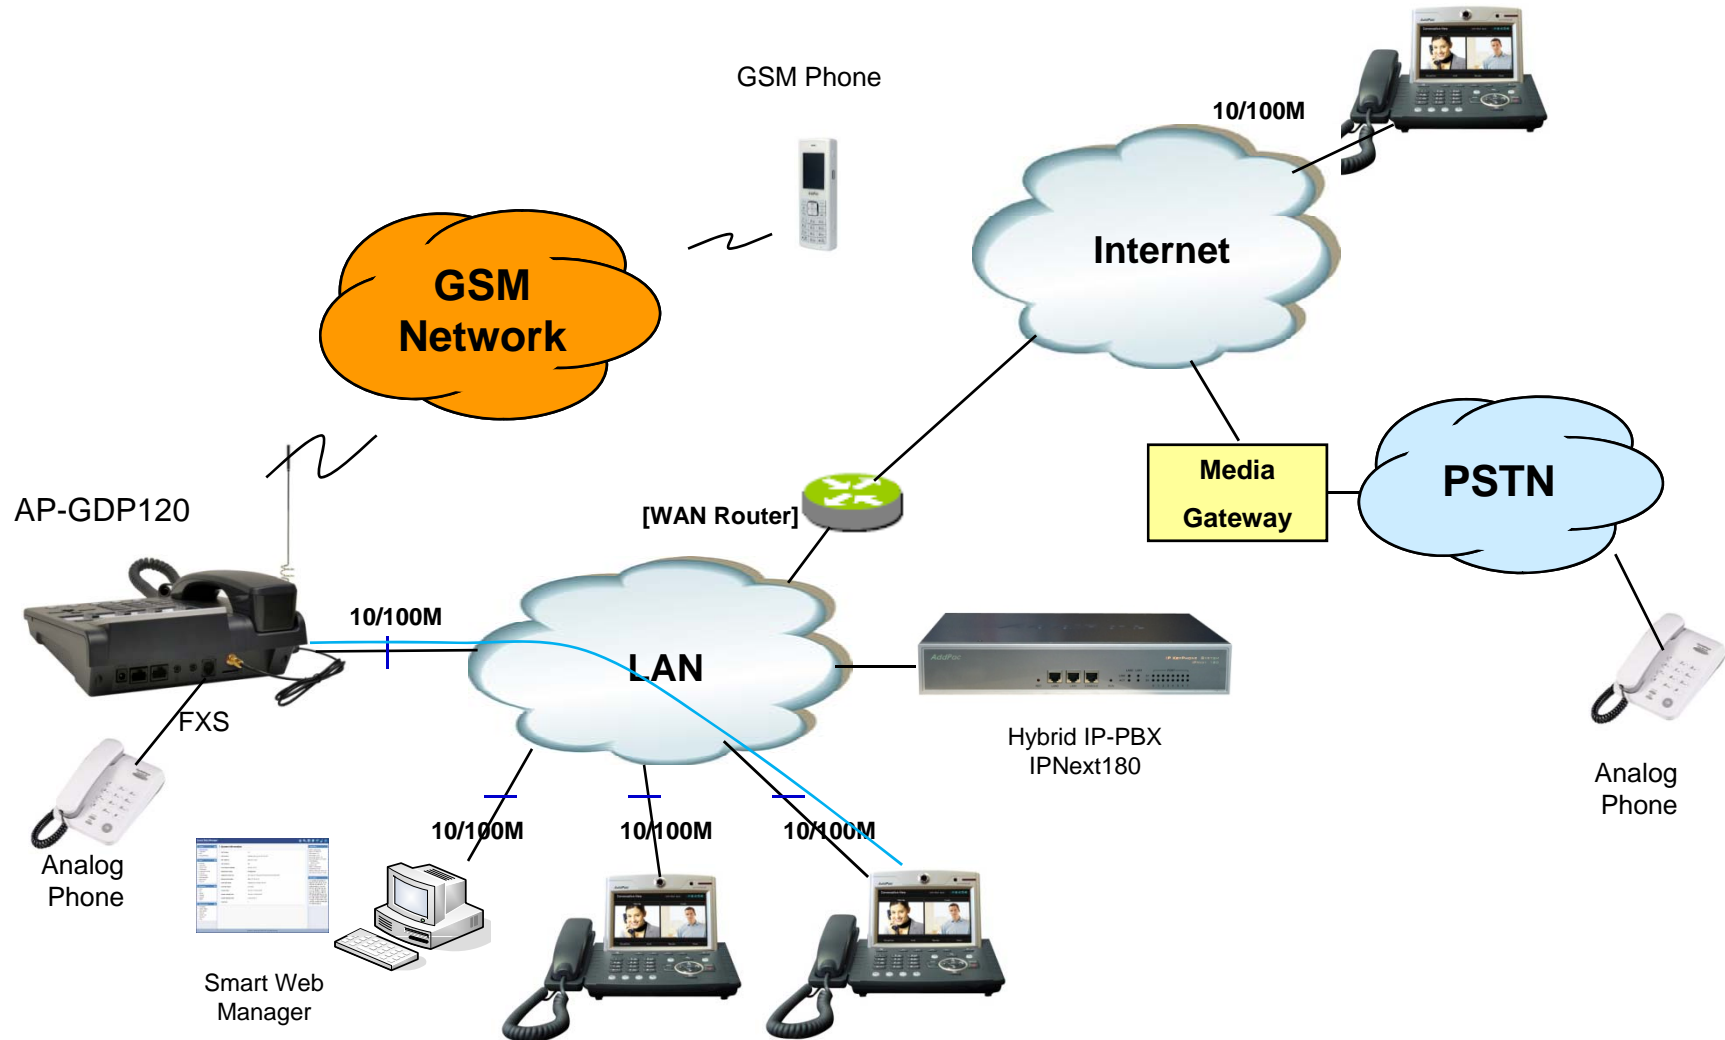 GSM Phone
10/100M
Internet
GSM
Network
Media
Gateway
PSTN
AP-GDP120
[WAN Router]
10/100M
LAN
AddPac
FXS
Hybrid IP-PBX
IPNext180
Analog
Phone
10/100M
10/100M
10/100M
Analog
Phone
Smart Web
Manager